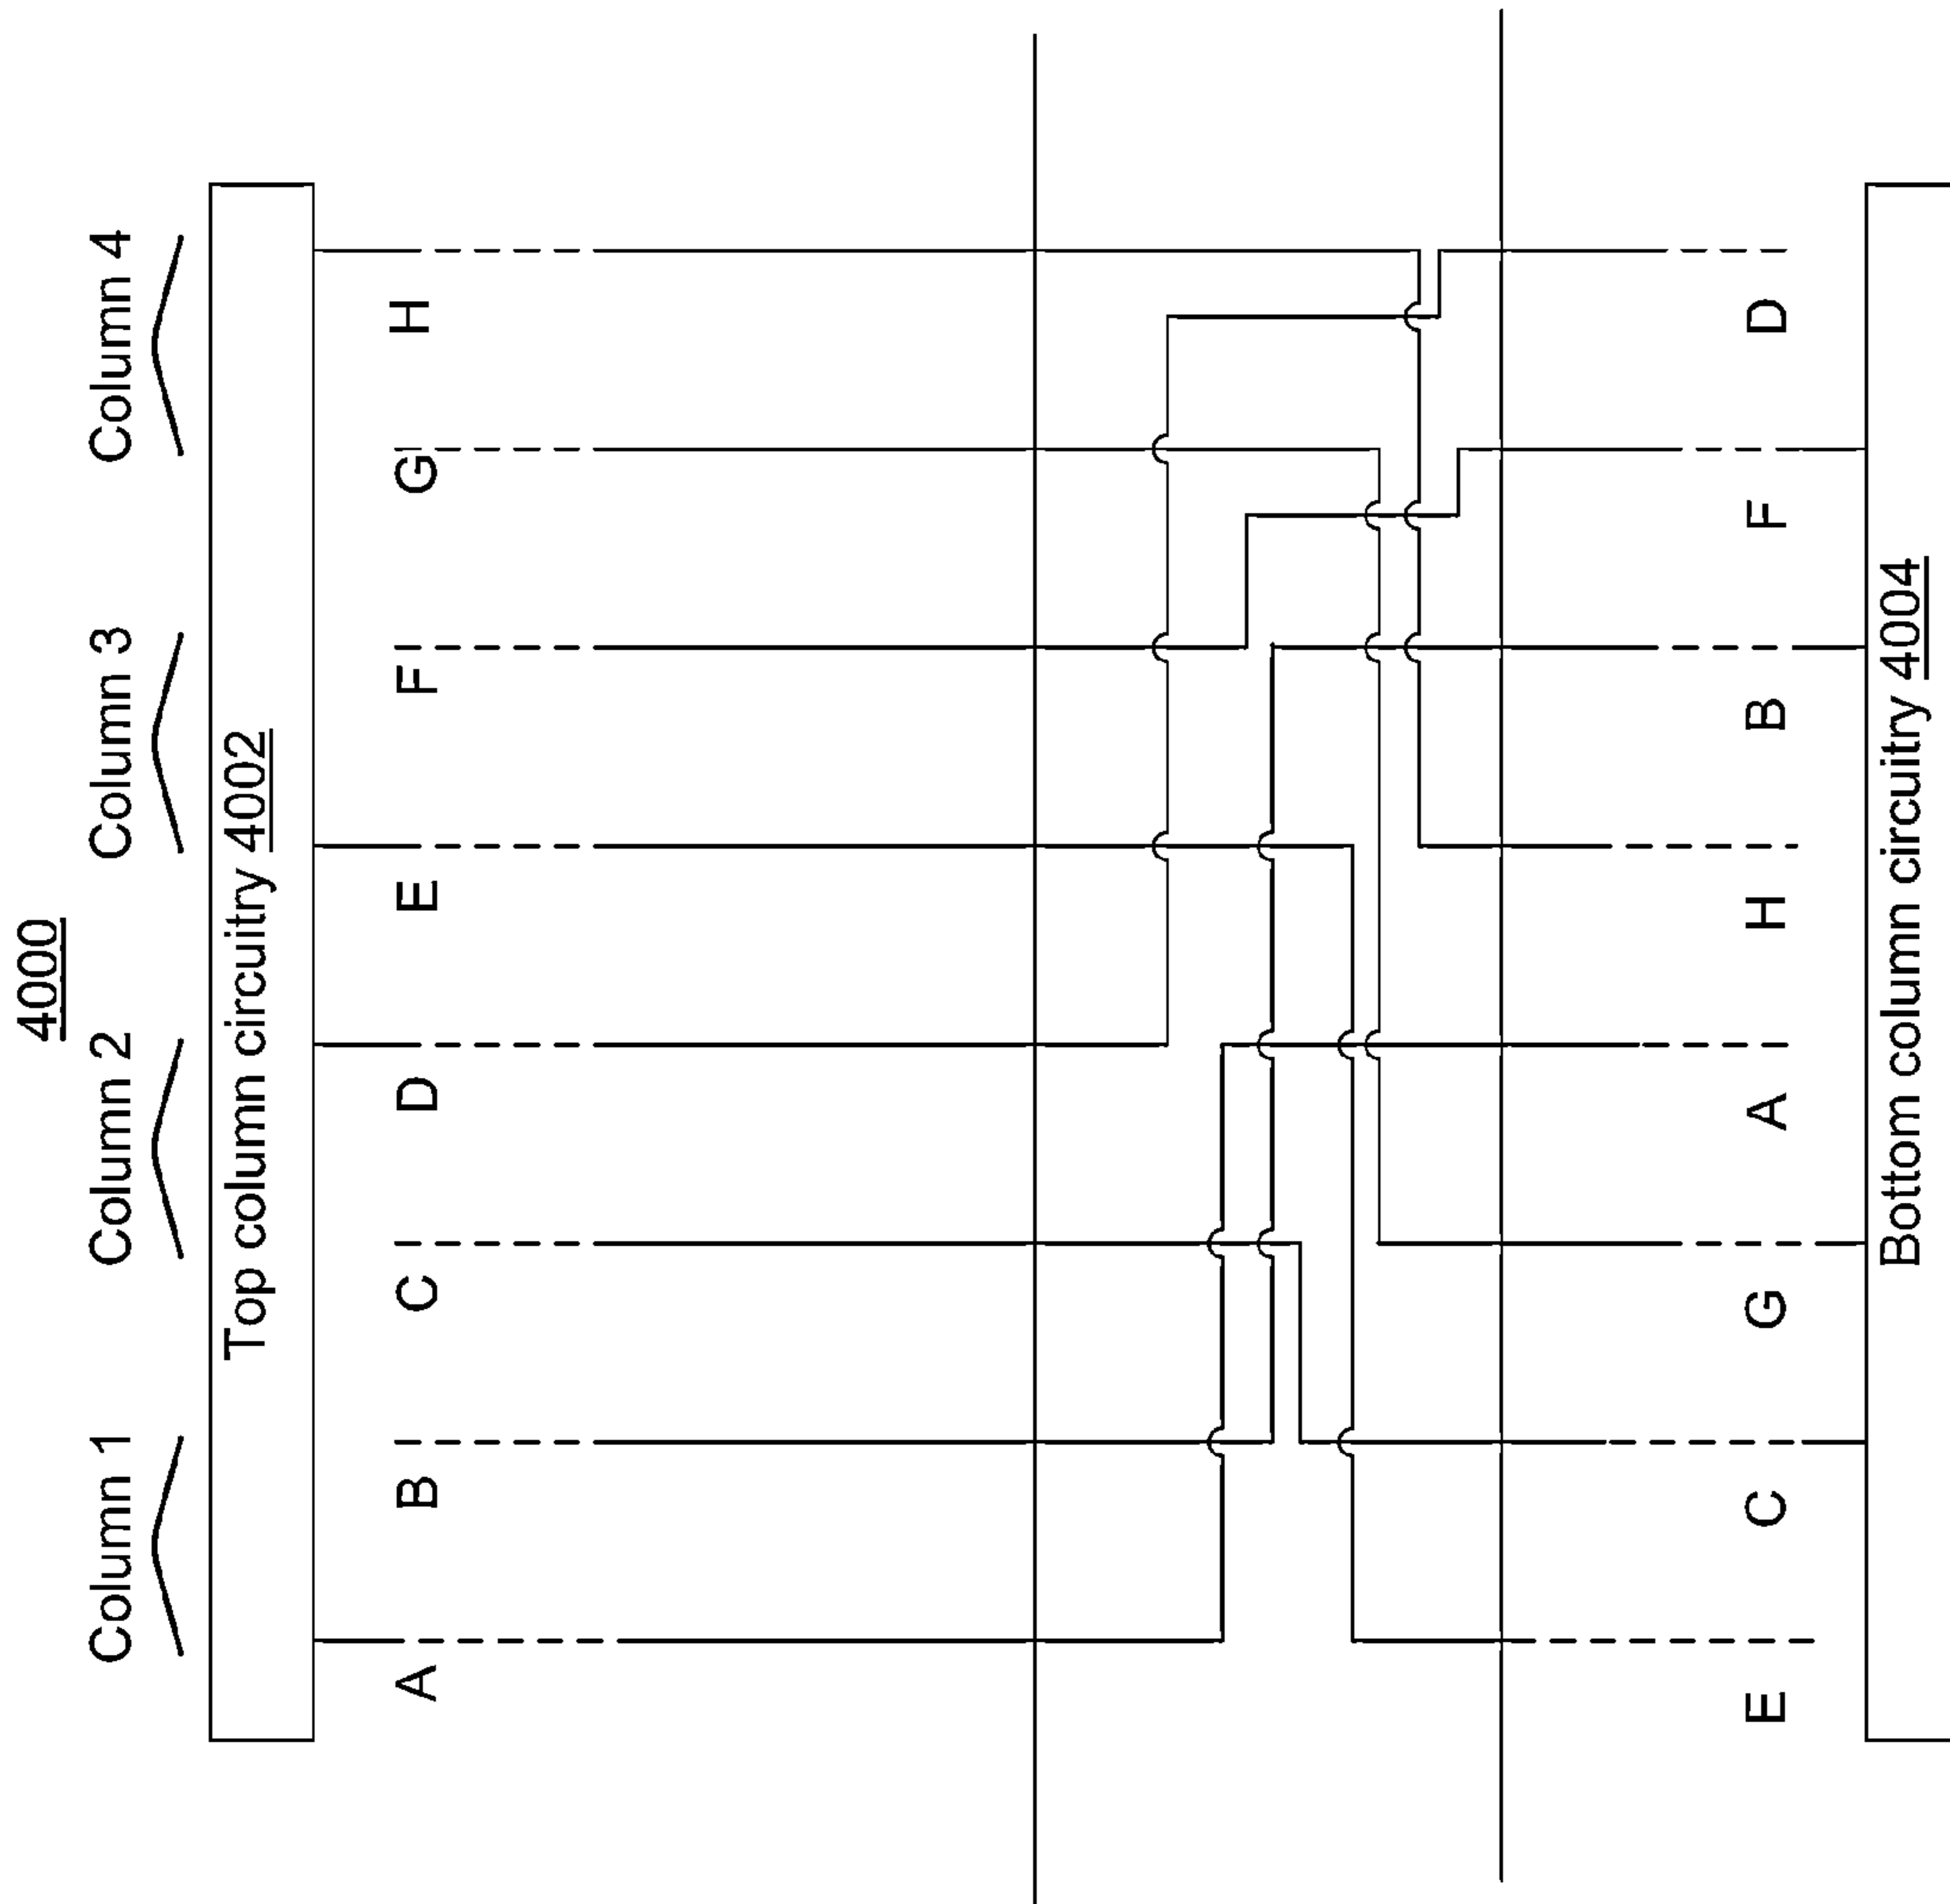 4000
Column 1
Column 2
Column 3
Column 4
Top column circuitry 4002
A
B
C
D
E
F
G
H
E
C
G
A
H
B
F
D
Bottom column circuitry 4004